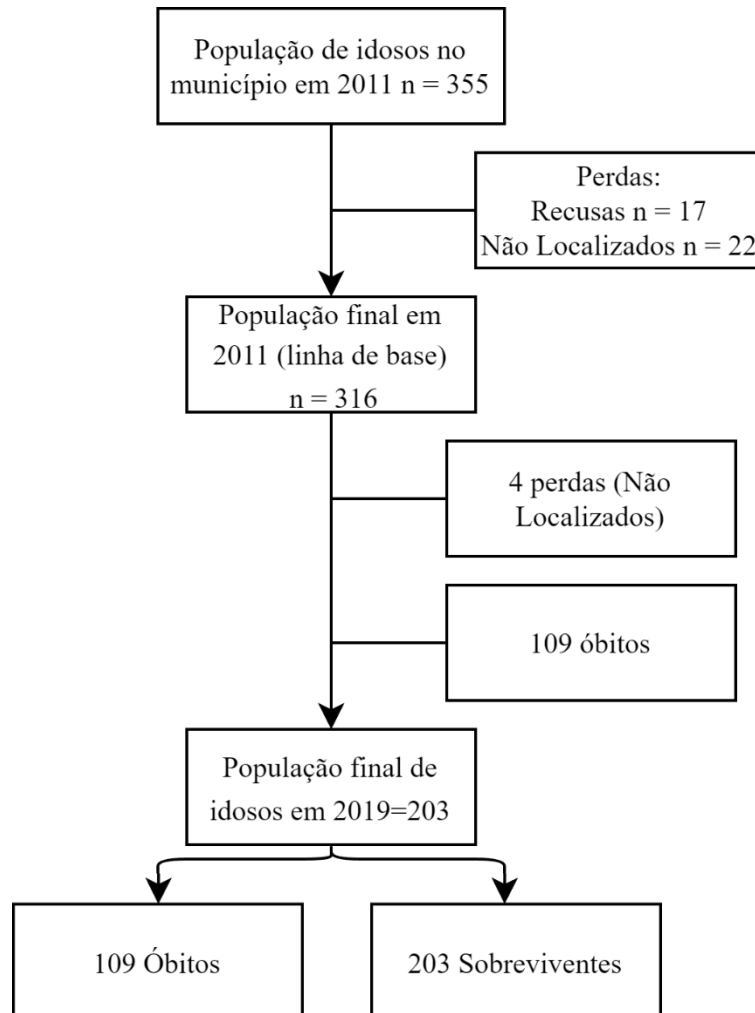 População de idosos no
município em 2011 n = 355
Perdas:
Recusas n = 17
Não Localizados n = 22
População final em
2011 (linha de base)
n = 316
4 perdas (Não
Localizados)
109 óbitos
População final de
idosos em 2019=203
109 Óbitos
203 Sobreviventes